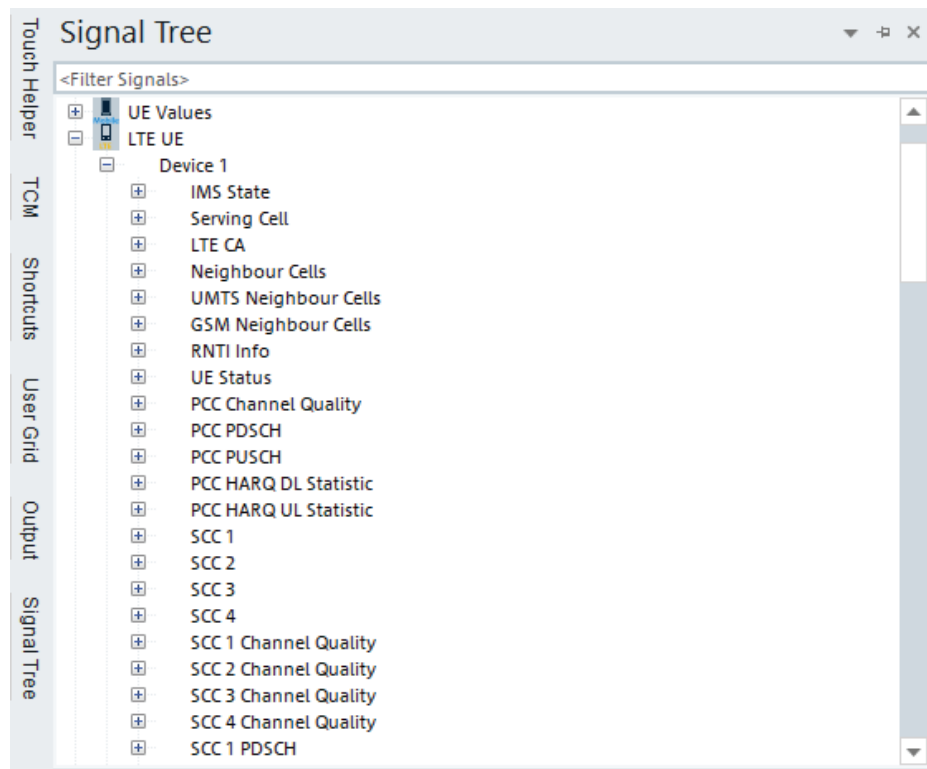 Touch Helper
TCM
Shortcuts
User Grid
Output
Signal Tree
Signal Tree
<Filter Signals>
UE Values
LTE UE
Device 1
IMS State
Serving Cell
LTE CA
Neighbour Cells
UMTS Neighbour Cells
GSM Neighbour Cells
RNTI Info
UE Status
PCC Channel Quality
PCC PDSCH
PCC PUSCH
PCC HARQ DL Statistic
PCC HARQ UL Statistic
SCC 1
SCC 2
SCC 3
SCC 4
SCC 1 Channel Quality
SCC 2 Channel Quality
SCC 3 Channel Quality
SCC 4 Channel Quality
SCC 1 PDSCH